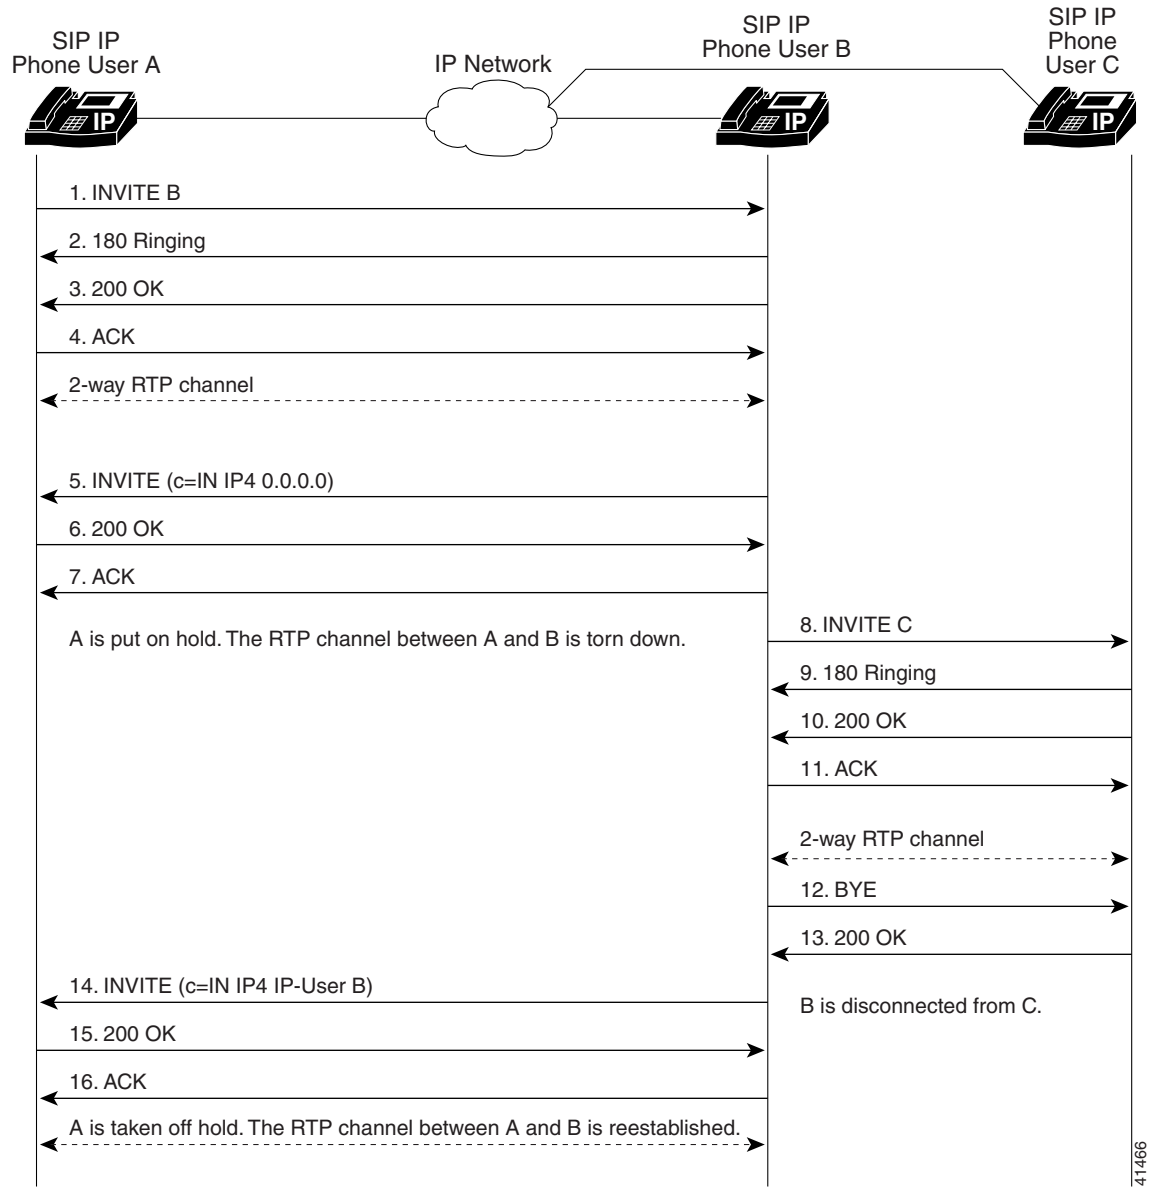 SIP IP
Phone User A
IP Network
SIP IP
Phone User B
SIP IP
Phone
User C
IP
IP
IP
1. INVITE B
2. 180 Ringing
3. 200 OK
4. ACK
2-way RTP channel
5. INVITE (c=IN IP4 0.0.0.0)
6. 200 OK
7. ACK
A is put on hold. The RTP channel between A and B is torn down.
8. INVITE C
9. 180 Ringing
10. 200 OK
11. ACK
2-way RTP channel
12. BYE
13. 200 OK
14. INVITE (c=IN IP4 IP-User B)
B is disconnected from C.
15. 200 OK
16. ACK
A is taken off hold. The RTP channel between A and B is reestablished.
41466